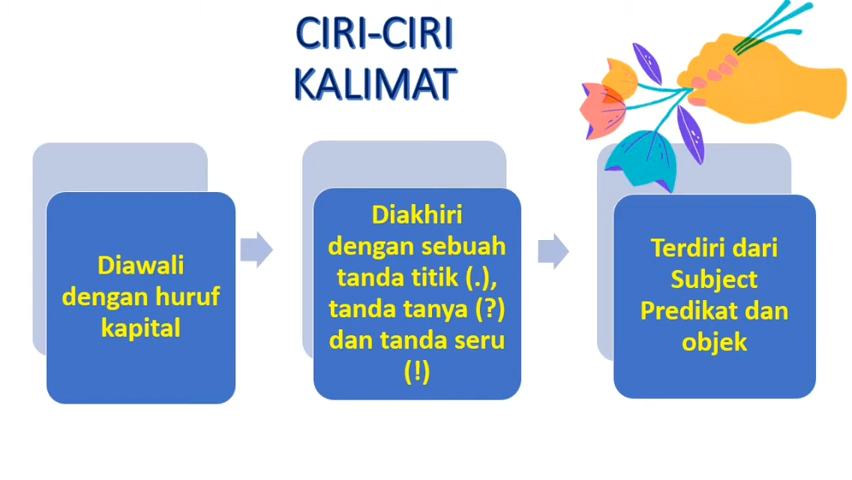 CIRI-CIRI
KALIMAT
Diawali
dengan huruf
kapital
Diakhiri
dengan sebuah
tanda titik (.),
tanda tanya (?)
dan tanda seru
(!)
Terdiri dari
Subject
Predikat dan
objek